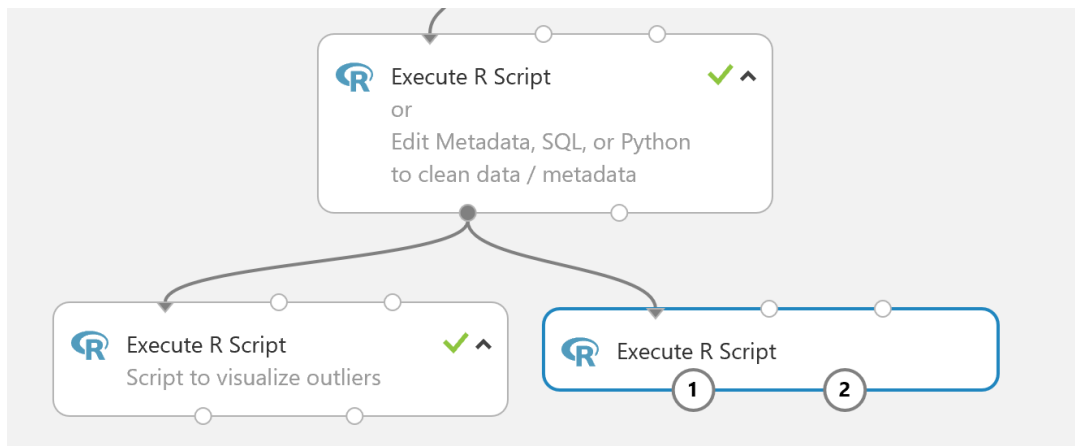 Execute R Script
or
Edit Metadata, SQL, or Python
to clean data / metadata
Execute R Script
Script to visualize outliers
Execute R Script
1
2